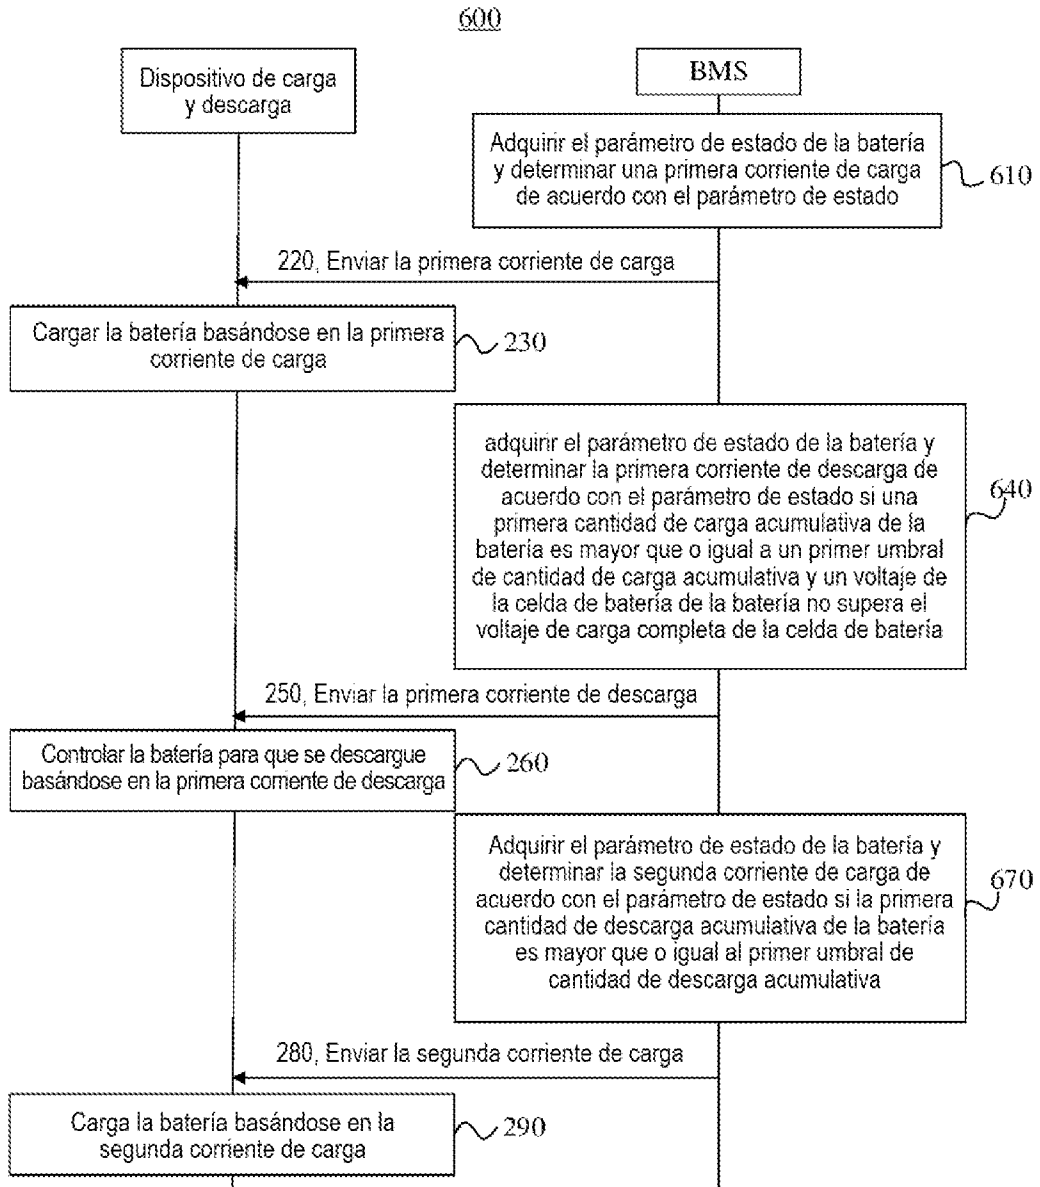 600
Dispositivo de carga
y descarga
BMS
Adquirir el parámetro de estado de la batería
y determinar una primera corriente de carga
de acuerdo con el parámetro de estado
610
220, Enviar la primera corriente de carga
Cargar la batería basándose en la primera
corriente de carga
230
adquirir el parámetro de estado de la batería y
determinar la primera corriente de descarga de
acuerdo con el parámetro de estado si una
primera cantidad de carga acumulativa de la
batería es mayor que o igual a un primer umbral
de cantidad de carga acumulativa y un voltaje de
la celda de batería de la batería no supera el
voltaje de carga completa de la celda de batería
640
250, Enviar la primera corriente de descarga
Controlar la batería para que se descargue
basándose en la primera corriente de descarga
260
Adquirir el parámetro de estado de la batería y
determinar la segunda corriente de carga de
acuerdo con el parámetro de estado si la primera
cantidad de descarga acumulativa de la batería
es mayor que o igual al primer umbral de
cantidad de descarga acumulativa
670
280, Enviar la segunda corriente de carga
Carga la batería basándose en la
segunda corriente de carga
290